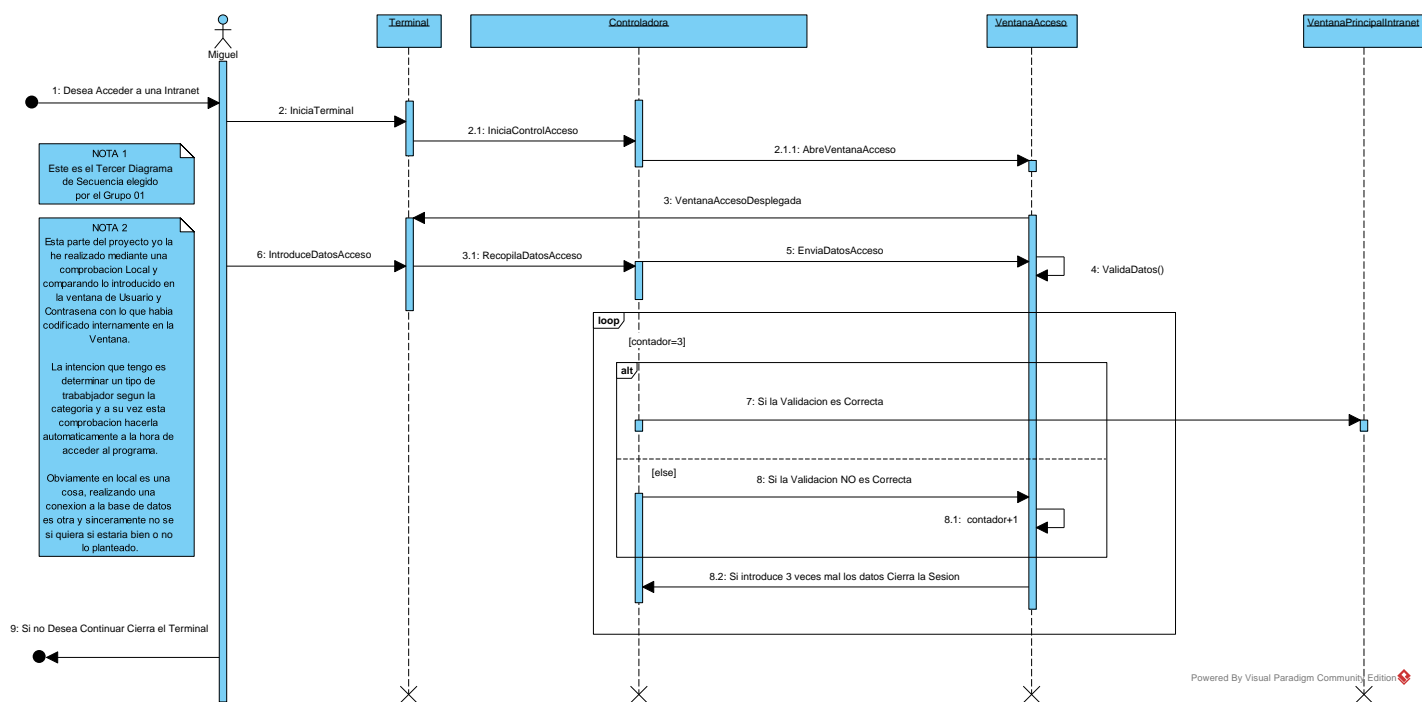 Terminal
Controladora
VentanaAcceso
VentanaPrincipalIntranet
Miguel
1: Desea Acceder a una Intranet
2: IniciaTerminal
2.1: IniciaControlAcceso
2.1.1: AbreVentanaAcceso
NOTA 1
Este es el Tercer Diagrama
de Secuencia elegido
por el Grupo 01
3: VentanaAccesoDesplegada
NOTA 2
Esta parte del proyecto yo la
he realizado mediante una
comprobacion Local y
comparando lo introducido en
la ventana de Usuario y
Contrasena con lo que habia
codificado internamente en la
Ventana.
La intencion que tengo es
determinar un tipo de
trababjador segun la
categoria y a su vez esta
comprobacion hacerla
automaticamente a la hora de
acceder al programa.
Obviamente en local es una
cosa, realizando una
conexion a la base de datos
es otra y sinceramente no se
si quiera si estaria bien o no
lo planteado.
6: IntroduceDatosAcceso
3.1: RecopilaDatosAcceso
5: EnviaDatosAcceso
4: ValidaDatos()
loop
[contador=3]
alt
7: Si la Validacion es Correcta
[else]
8: Si la Validacion NO es Correcta
8.1: contador+1
8.2: Si introduce 3 veces mal los datos Cierra la Sesion
9: Si no Desea Continuar Cierra el Terminal
Powered By Visual Paradigm Community Edition